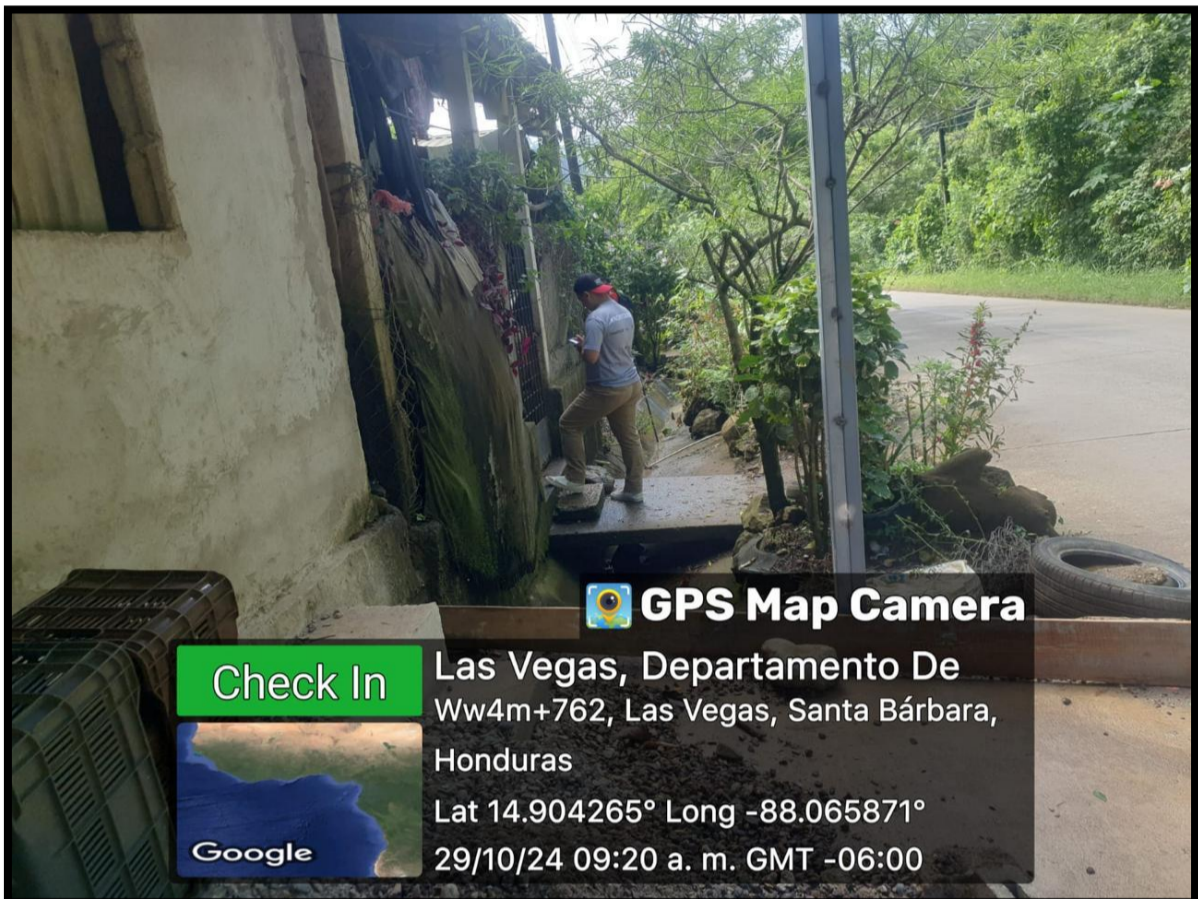 GPS Map Camera
Check In
Las Vegas, Departamento De
Ww4m+762, Las Vegas, Santa Bárbara,
Honduras
Lat 14.904265° Long -88.065871°
29/10/24 09:20 a. m. GMT -06:00
Google